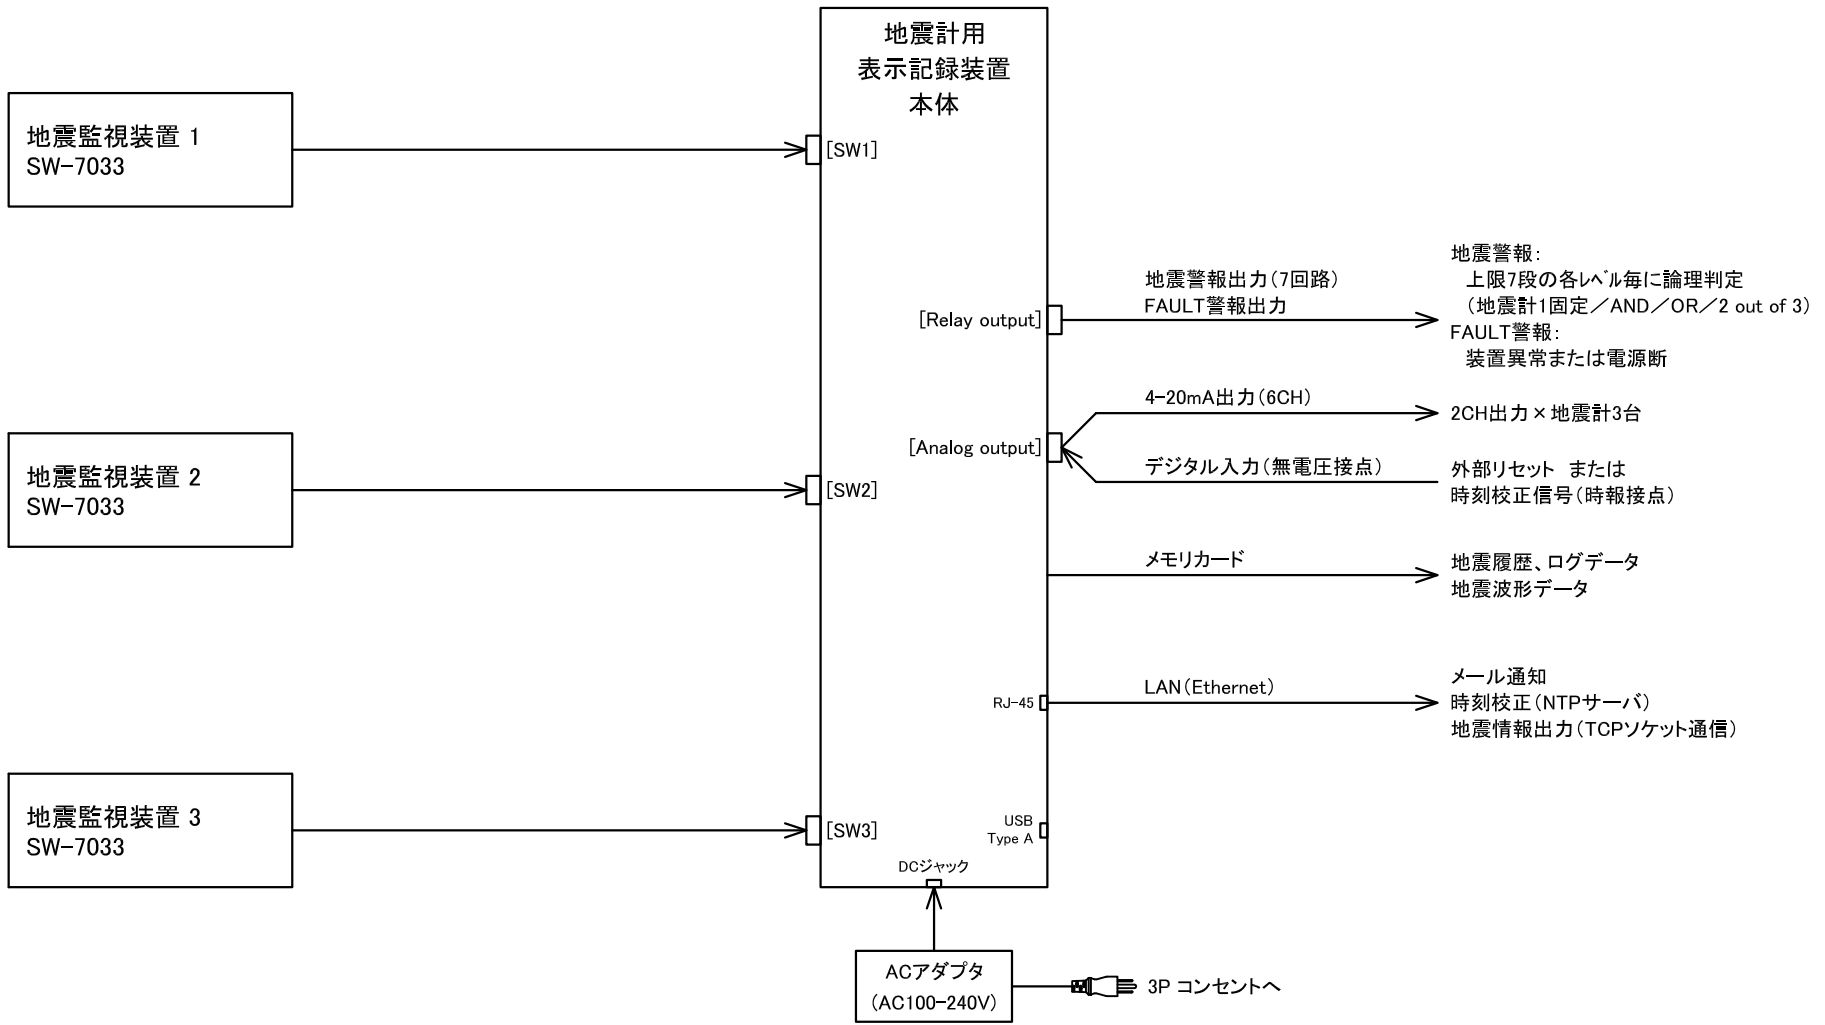 地震計用
表示記録装置
本体
地震監視装置 1
SW-7033
[SW1]
地震警報出力(7回路)
FAULT警報出力
[Relay output]
地震警報:
上限7段の各ﾚﾍﾞﾙ毎に論理判定
(地震計1固定／AND／OR／2 out of 3)
FAULT警報:
装置異常または電源断
4-20mA出力(6CH)
2CH出力×地震計3台
[Analog output]
デジタル入力(無電圧接点)
外部リセット　または
時刻校正信号(時報接点)
地震監視装置 2
SW-7033
[SW2]
メモリカード
地震履歴、ログデータ
地震波形データ
RJ-45
LAN(Ethernet)
メール通知
時刻校正(NTPサーバ)
地震情報出力(TCPソケット通信)
地震監視装置 3
SW-7033
[SW3]
USB
Type A
DCジャック
ACアダプタ
(AC100-240V)
3P コンセントへ